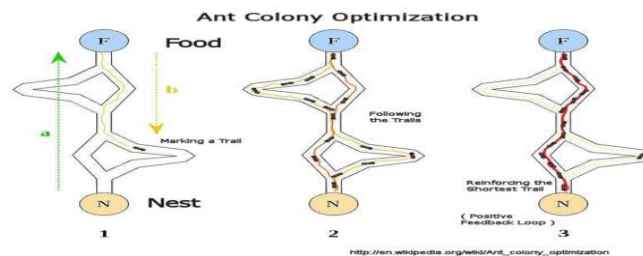 Ant Colony Optimization
F
Food
F
F
a
b
Marking a Trail
Following
the Trails
Reinforcing the
Shortest Trail
N
Nest
N
N
( Positive
Feedback Loop )
1
2
3
http://en.wikipedia.org/wiki/Ant_colony_optimization